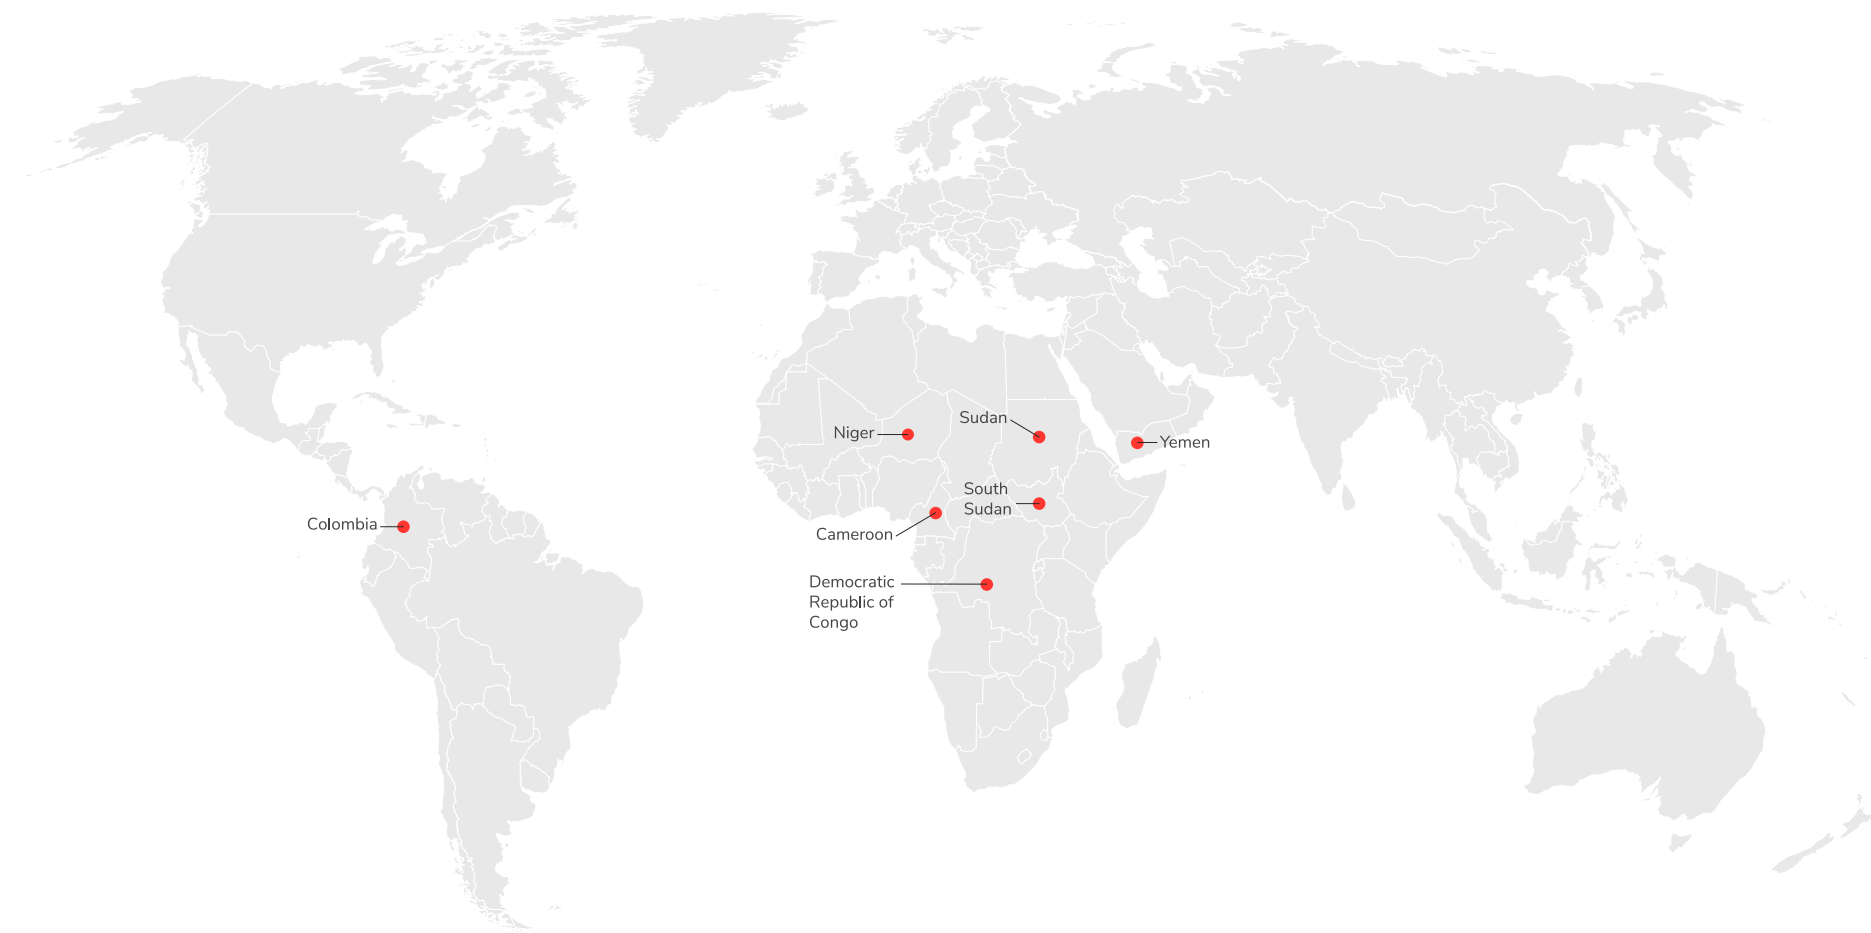 Sudan
Niger
Yemen
South
Sudan
Colombia
Cameroon
Democratic
Republic of
Congo